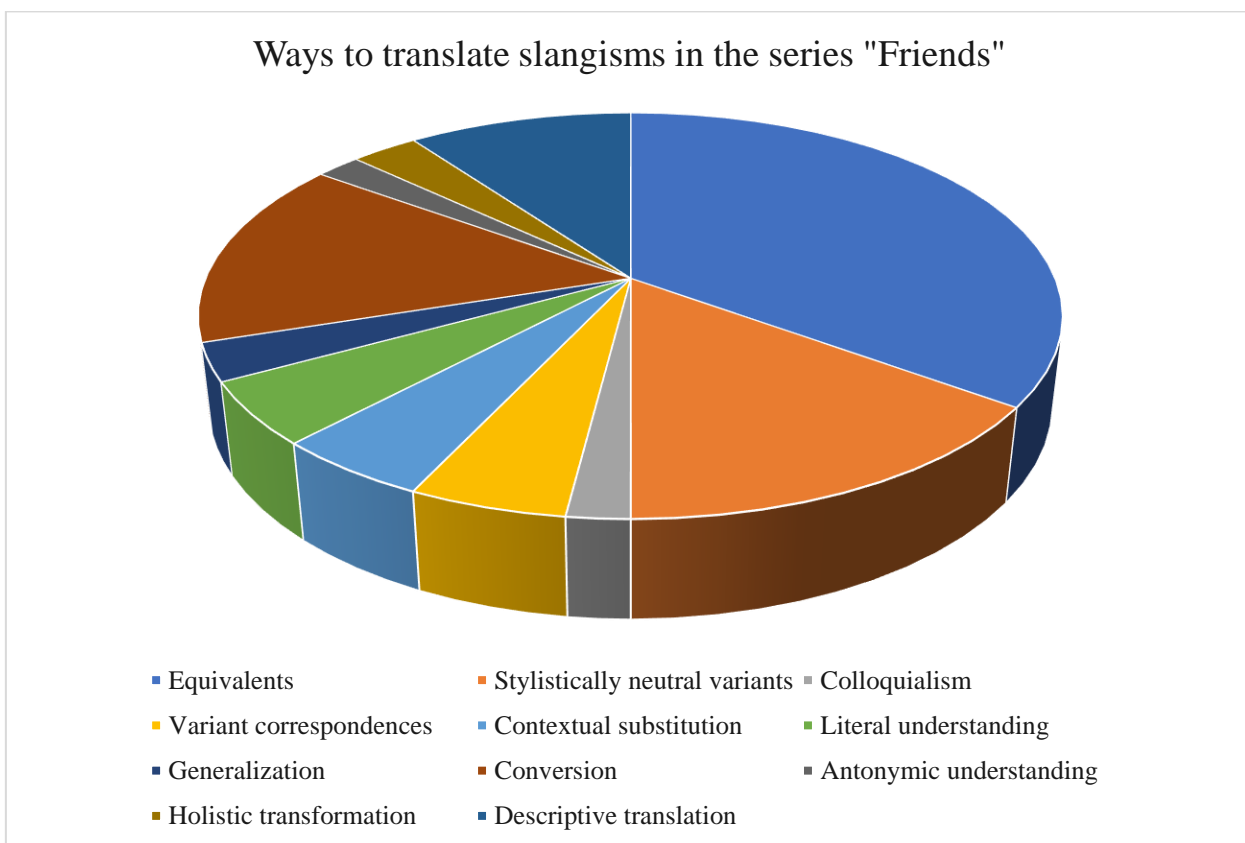 Ways to translate slangisms in the series "Friends"
Equivalents Stylistically neutral variants Colloquialism
Variant correspondences Contextual substitution Literal understanding
Generalization Conversion Antonymic understanding
Holistic transformation Descriptive translation